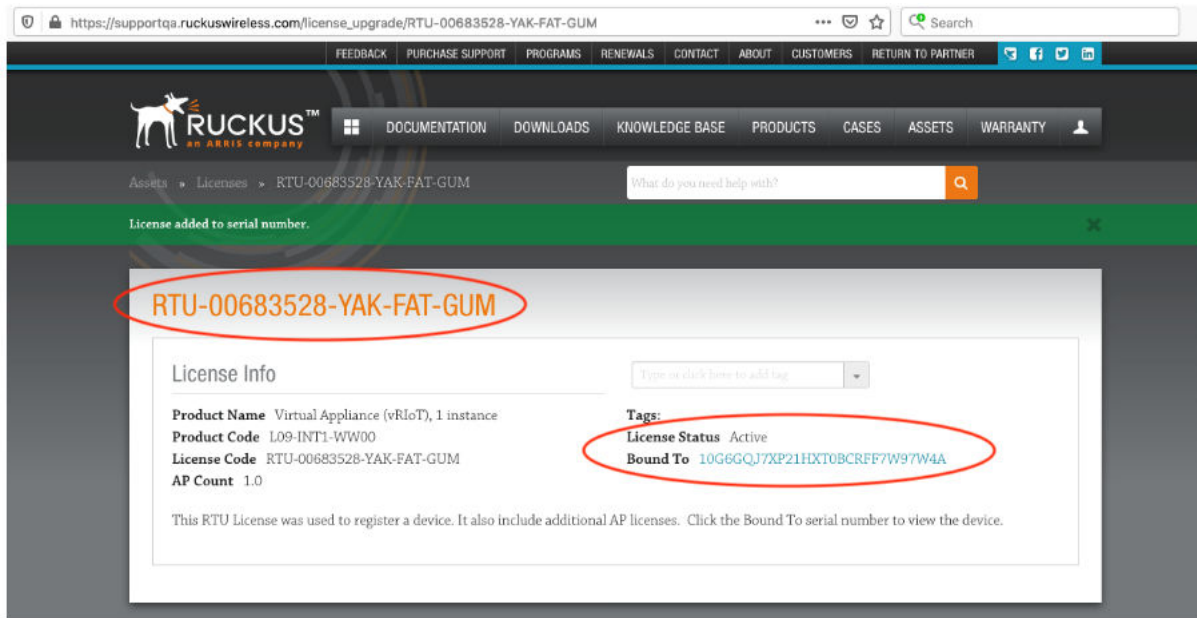 https://supportqa.ruckuswireless.com/license_upgrade/RTU-00683528-YAK-FAT-GUM
Search
FEEDBACK PURCHASE SUPPORT PROGRAMS RENEWALS CONTACT ABOUT CUSTOMERS RETURN TO PARTNER
RUCKUS™
an ARRIS company
DOCUMENTATION DOWNLOADS KNOWLEDGE BASE PRODUCTS CASES ASSETS WARRANTY
Assets » Licenses » RTU-00683528-YAK-FAT-GUM
What do you need help with?
License added to serial number.
RTU-00683528-YAK-FAT-GUM
License Info
Type or click here to add tag
Product Name Virtual Appliance (vRIoT), 1 instance
Tags:
Product Code L09-INT1-WW00
License Status Active
License Code RTU-00683528-YAK-FAT-GUM
Bound To 10G6GQJ7XP21HXT0BCRFF7W97W4A
AP Count 1.0
This RTU License was used to register a device. It also include additional AP licenses. Click the Bound To serial number to view the device.